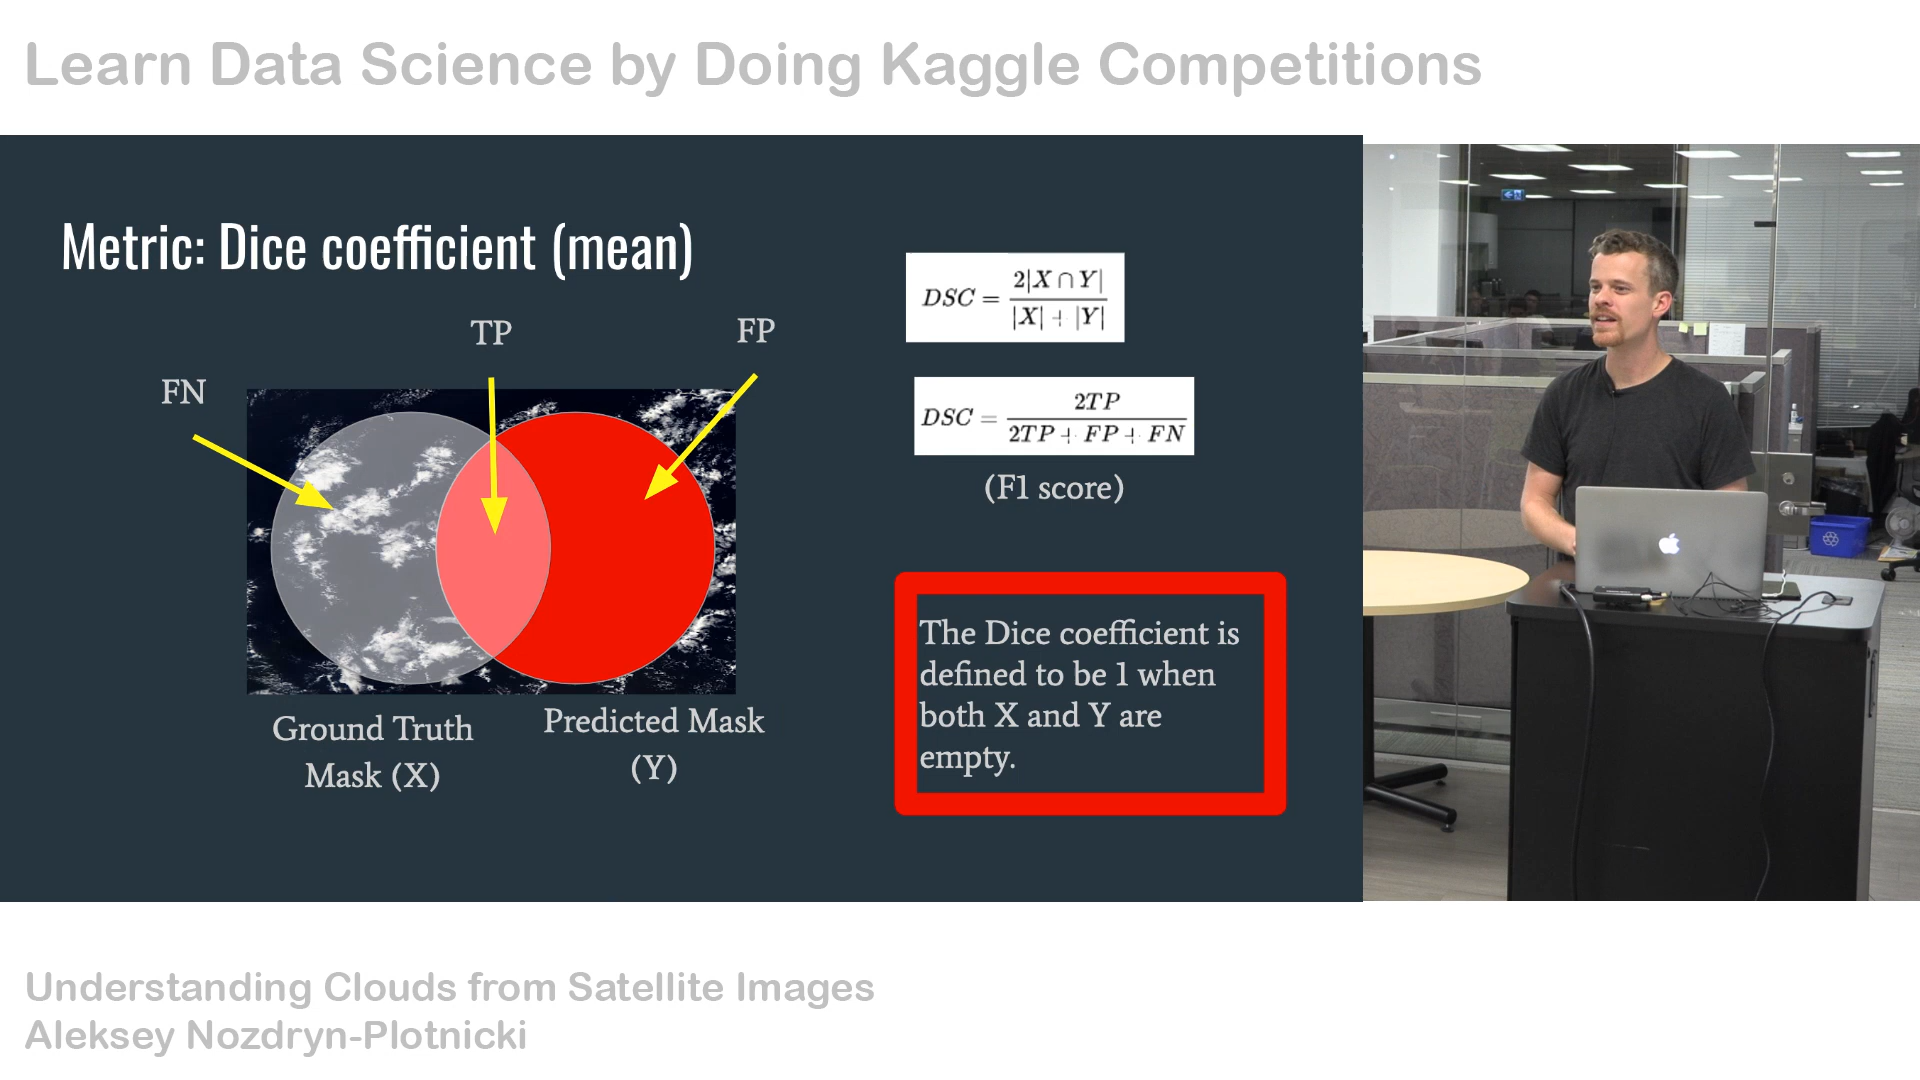 Learn Data Science by Doing Kaggle Competitions
Metric: Dice coefficient (mean)
TP
FP
FN
DSC = 2|X ∩ Y| / |X| + |Y|
DSC = 2TP / 2TP + FP + FN
(F1 score)
The Dice coefficient is
defined to be 1 when
both X and Y are
empty.
Ground Truth
Mask (X)
Predicted Mask
(Y)
Understanding Clouds from Satellite Images
Aleksey Nozdryn-Plotnicki